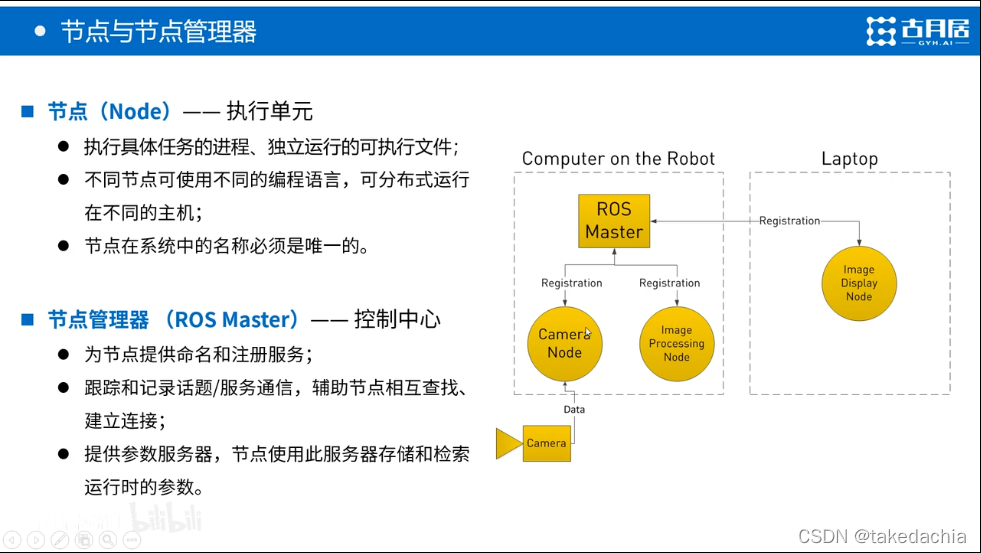 节点与节点管理器
古月居
GYH.AI
节点（Node）—— 执行单元
执行具体任务的进程、独立运行的可执行文件；
不同节点可使用不同的编程语言，可分布式运行
在不同的主机；
节点在系统中的名称必须是唯一的。
节点管理器 （ROS Master）—— 控制中心
为节点提供命名和注册服务；
跟踪和记录话题/服务通信，辅助节点相互查找、
建立连接；
提供参数服务器，节点使用此服务器存储和检索
运行时的参数。
Computer on the Robot
Laptop
ROS
Master
Registration
Registration
Registration
Camera
Node
Image
Processing
Node
Image
Display
Node
Data
Camera
bilibili
CSDN @takedachia